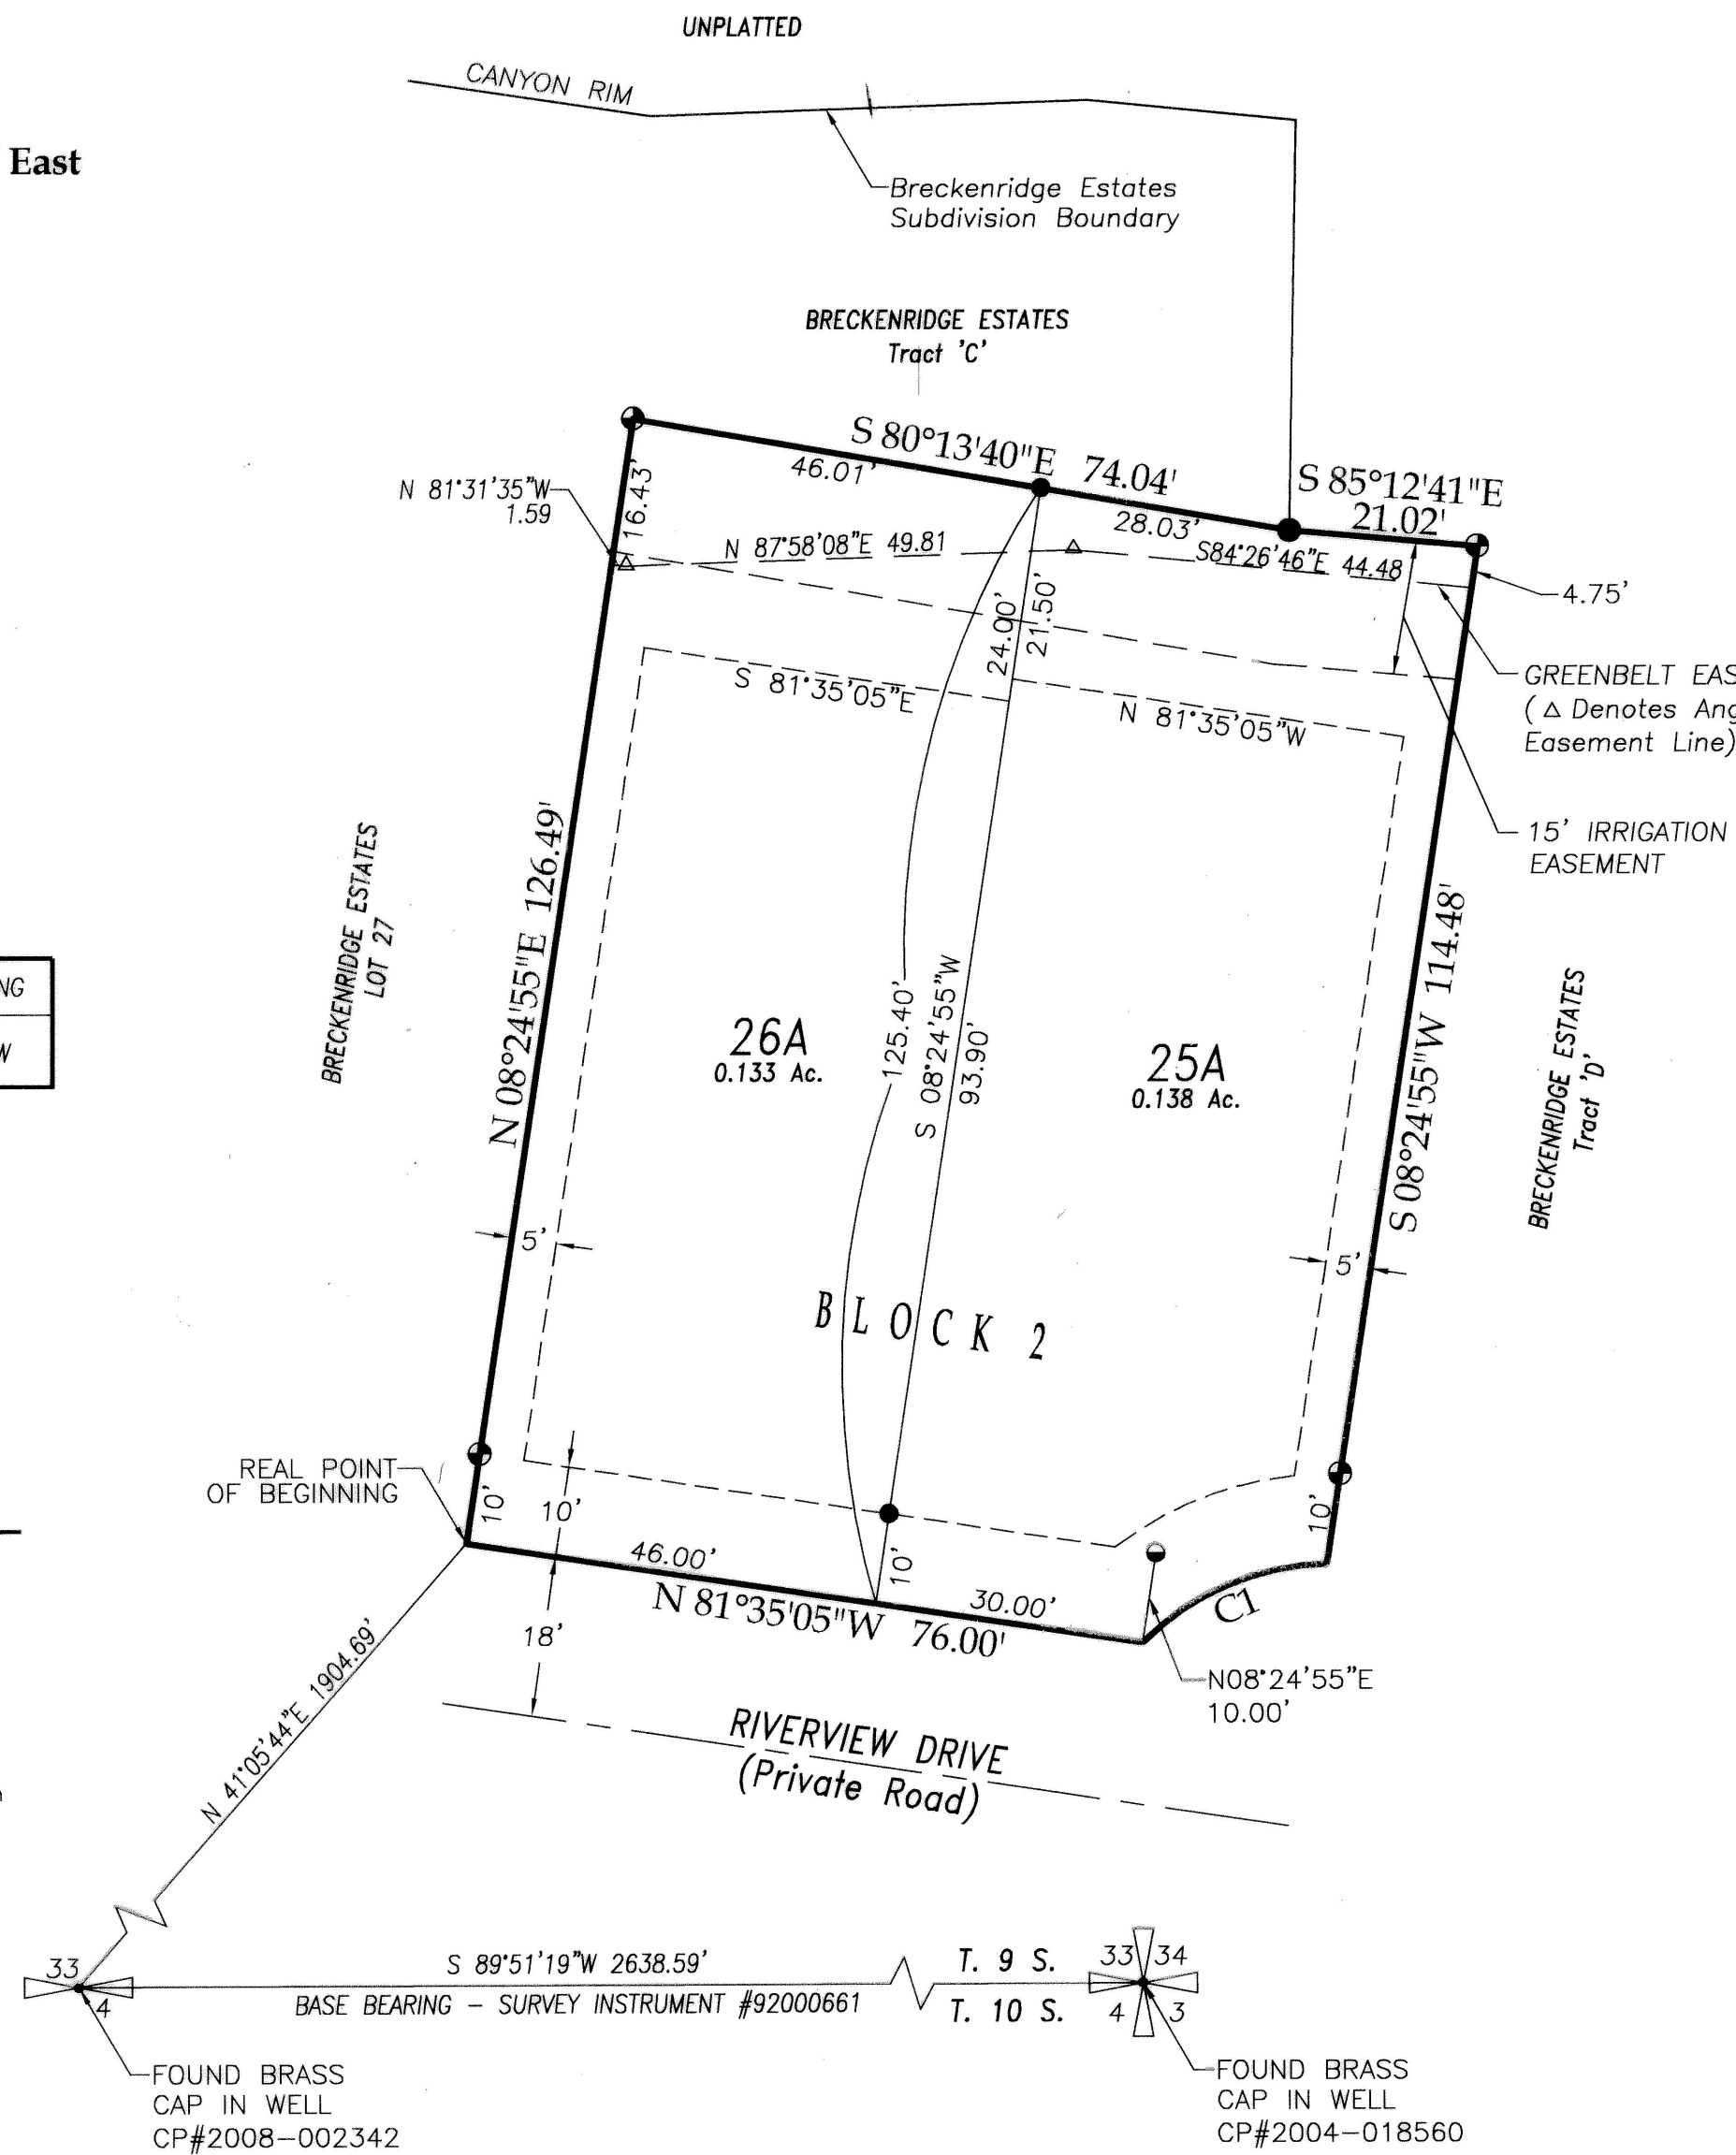 UNPLATTED
CANYON RIM
East
Breckenridge Estates
Subdivision Boundary
BRECKENRIDGE ESTATES
Tract 'C'
S 80°13'40"E 74.04'
46.01'
28.03'
S 85°12'41"E
21.02'
N 81°31'35"W
1.59
16.43'
N 87°58'08"E 49.81
S84°26'46"E 44.48
4.75'
24.00'
21.50'
S 81°35'05"E
N 81°35'05"W
GREENBELT
(△ Denotes
Easement Line)
15' IRRIGATION
EASEMENT
BRECKENRIDGE ESTATES
LOT 27
N 08°24'55"E 126.49'
125.40'
S 08°24'55"W
93.90'
S 08°24'55"W 114.48'
BRECKENRIDGE ESTATES
Tract 'D'
26A
0.133 Ac.
25A
0.138 Ac.
5'
5'
BLOCK 2
REAL POINT
OF BEGINNING
10'
10'
10'
10'
46.00'
30.00'
N 81°35'05"W 76.00'
C1
18'
N08°24'55"E
10.00'
RIVERVIEW DRIVE
(Private Road)
N 41°05'44"E 1904.69'
33
4
S 89°51'19"W 2638.59'
BASE BEARING – SURVEY INSTRUMENT #92000661
T. 9 S.
T. 10 S.
33 34
4 3
FOUND BRASS
CAP IN WELL
CP#2008–002342
FOUND BRASS
CAP IN WELL
CP#2004–018560